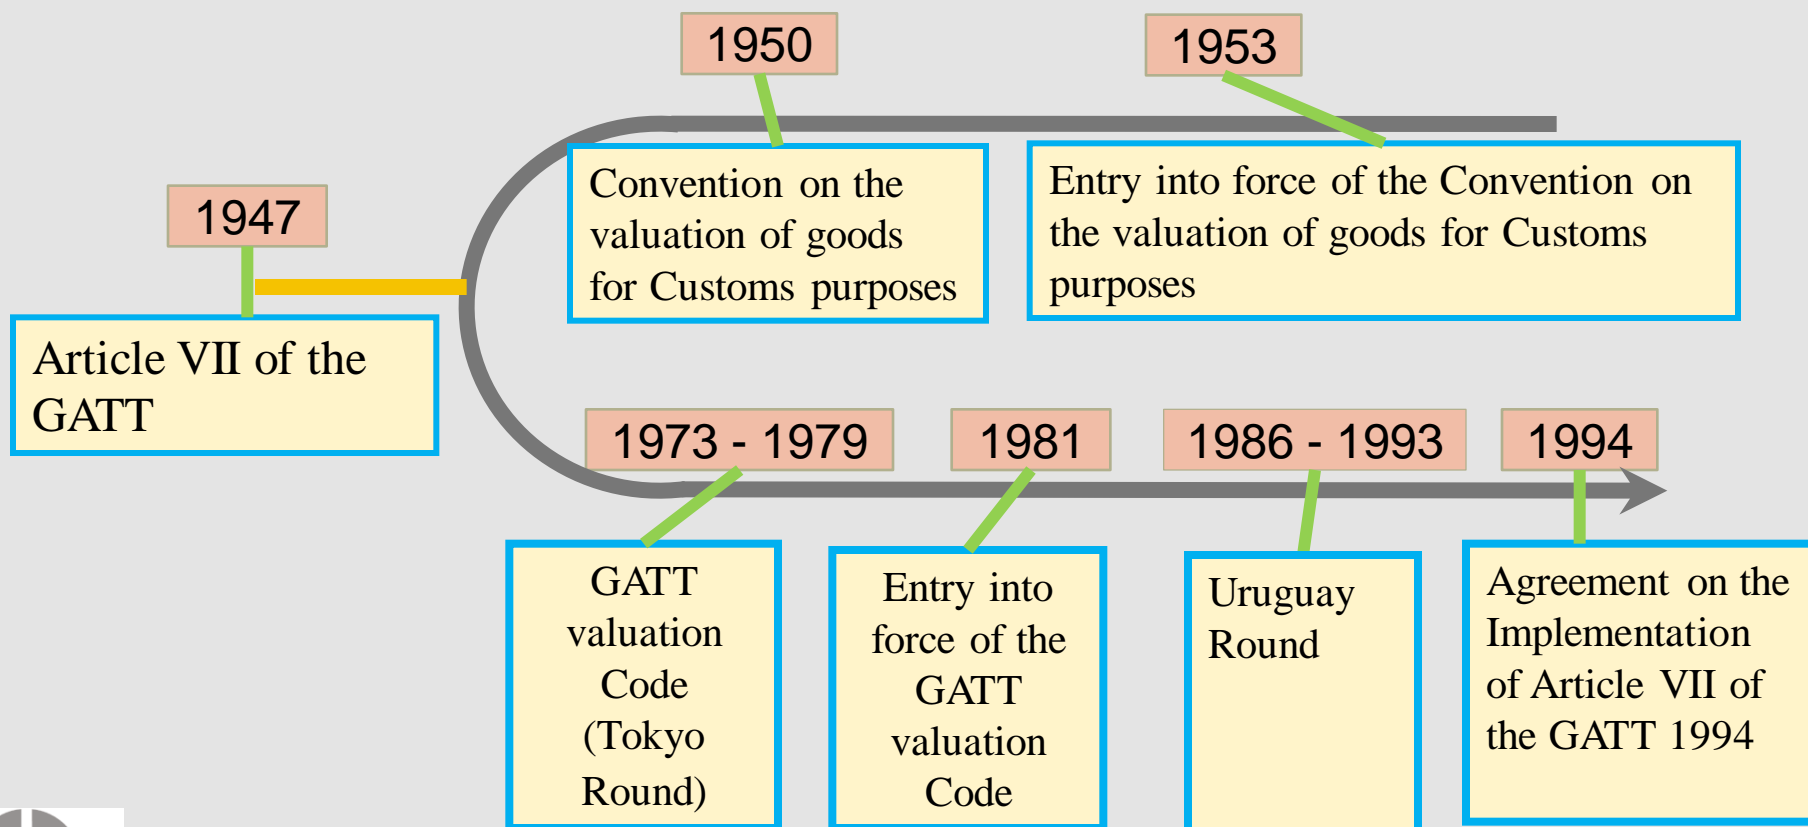 1950
1953
Convention on the
valuation of goods
for Customs purposes
Entry into force of the Convention on
the valuation of goods for Customs
purposes
1947
Article VII of the
GATT
1973 - 1979
1981
1986 - 1993
1994
GATT
valuation
Code
(Tokyo
Round)
Entry into
force of the
GATT
valuation
Code
Uruguay
Round
Agreement on the
Implementation
of Article VII of
the GATT 1994